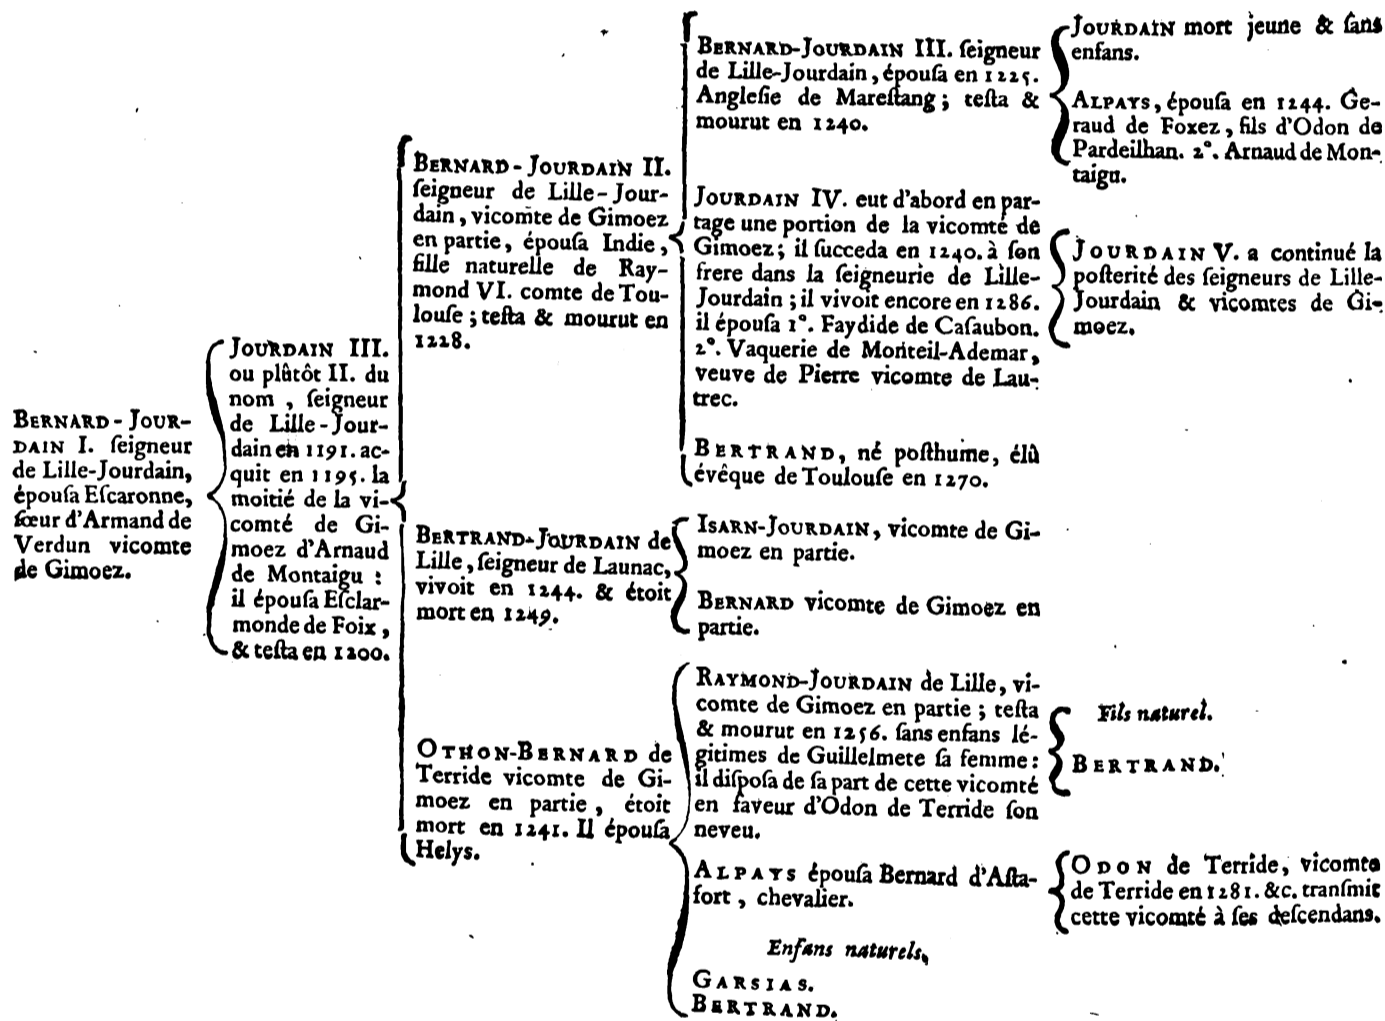 BERNARD-JOUR-
DAIN I. ſeigneur
de Lille-Jourdain,
épouſa Eſcaronne,
ſœur d'Armand de
Verdun vicomte
de Gimoez.
JOURDAIN III.
ou plûtôt II. du
nom, ſeigneur
de Lille-Jour-
dain en 1191. ac-
quit en 1195. la
moitié de la vi-
comté de Gi-
moez d'Arnaud
de Montaigu :
il épouſa Eſclar-
monde de Foix,
& teſta en 1200.
BERNARD-JOURDAIN II.
ſeigneur de Lille-Jour-
dain, vicomte de Gimoez
en partie, épouſa Indie,
fille naturelle de Ray-
mond VI. comte de Tou-
louſe ; teſta & mourut en
1228.
BERNARD-JOURDAIN III. ſeigneur
de Lille-Jourdain, épouſa en 1225.
Angleſie de Mareſtang ; teſta &
mourut en 1240.
JOURDAIN mort jeune & ſans
enfans.
ALPAYS, épouſa en 1244. Ge-
raud de Foxez, fils d'Odon de
Pardeilhan. 2°. Arnaud de Mon-
taigu.
JOURDAIN IV. eut d'abord en par-
tage une portion de la vicomté de
Gimoez ; il ſucceda en 1240. à ſon
frere dans la ſeigneurie de Lille-
Jourdain ; il vivoit encore en 1286.
il épouſa 1°. Faydide de Caſaubon.
2°. Vaquerie de Monteil-Ademar,
veuve de Pierre vicomte de Lau-
trec.
JOURDAIN V. a continué la
poſterité des ſeigneurs de Lille-
Jourdain & vicomtes de Gi-
moez.
BERTRAND, né poſthume, élû
évêque de Toulouſe en 1270.
BERTRAND-JOURDAIN de
Lille, ſeigneur de Launac,
vivoit en 1244. & étoit
mort en 1249.
ISARN-JOURDAIN, vicomte de Gi-
moez en partie.
BERNARD vicomte de Gimoez en
partie.
OTHON-BERNARD de
Terride vicomte de Gi-
moez en partie, étoit
mort en 1241. Il épouſa
Helys.
RAYMOND-JOURDAIN de Lille, vi-
comte de Gimoez en partie ; teſta
& mourut en 1256. ſans enfans lé-
gitimes de Guillelmete ſa femme :
il diſpoſa de ſa part de cette vicomté
en faveur d'Odon de Terride ſon
neveu.
Fils naturel.
BERTRAND.
ALPAYS épouſa Bernard d'Aſta-
fort, chevalier.
ODON de Terride, vicomte
de Terride en 1281. &c. tranſmit
cette vicomté à ſes deſcendans.
Enfans naturels,
GARSIAS.
BERTRAND.